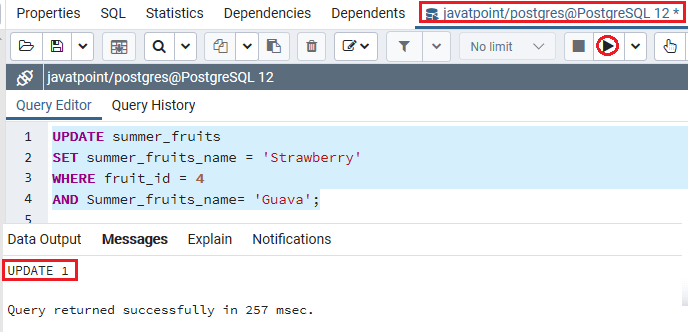 Properties SQL Statistics Dependencies Dependents javatpoint/postgres@PostgreSQL 12 *
No limit
javatpoint/postgres@PostgreSQL 12
Query Editor Query History
1 UPDATE summer_fruits
2 SET summer_fruits_name = 'Strawberry'
3 WHERE fruit_id = 4
4 AND Summer_fruits_name= 'Guava';
5
Data Output Messages Explain Notifications
UPDATE 1
Query returned successfully in 257 msec.